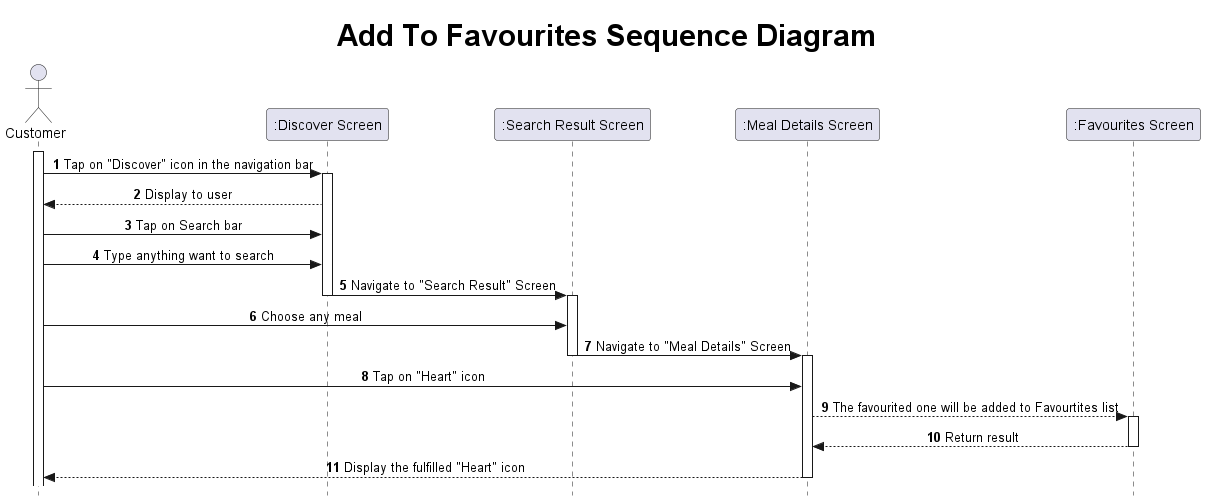 Add To Favourites Sequence Diagram
Customer
:Discover Screen
:Search Result Screen
:Meal Details Screen
:Favourites Screen
1 Tap on "Discover" icon in the navigation bar
2 Display to user
3 Tap on Search bar
4 Type anything want to search
5 Navigate to "Search Result" Screen
6 Choose any meal
7 Navigate to "Meal Details" Screen
8 Tap on "Heart" icon
9 The favourited one will be added to Favourtites list
10 Return result
11 Display the fulfilled "Heart" icon